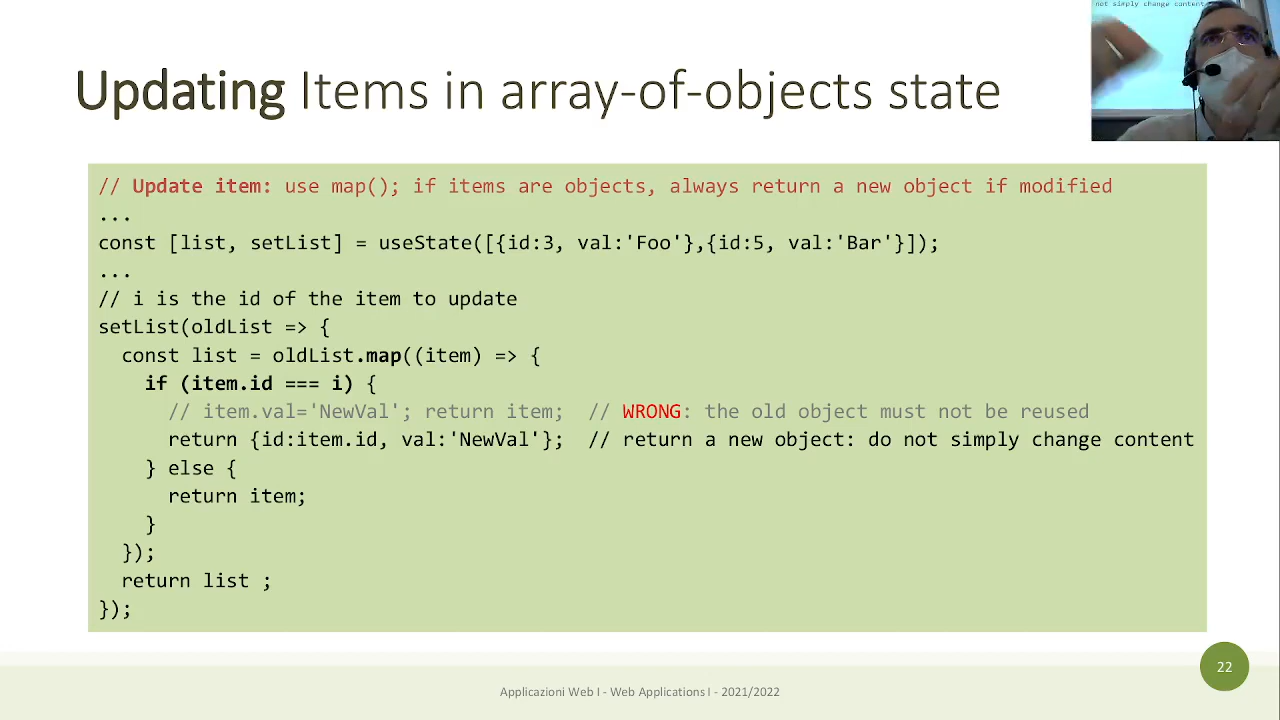 not simply change content
Updating Items in array-of-objects state
// Update item: use map(); if items are objects, always return a new object if modified
...
const [list, setList] = useState([{id:3, val:'Foo'},{id:5, val:'Bar'}]);
...
// i is the id of the item to update
setList(oldList => {
  const list = oldList.map((item) => {
    if (item.id === i) {
      // item.val='NewVal'; return item;  // WRONG: the old object must not be reused
      return {id:item.id, val:'NewVal'};  // return a new object: do not simply change content
    } else {
      return item;
    }
  });
  return list ;
});
22
Applicazioni Web I - Web Applications I - 2021/2022